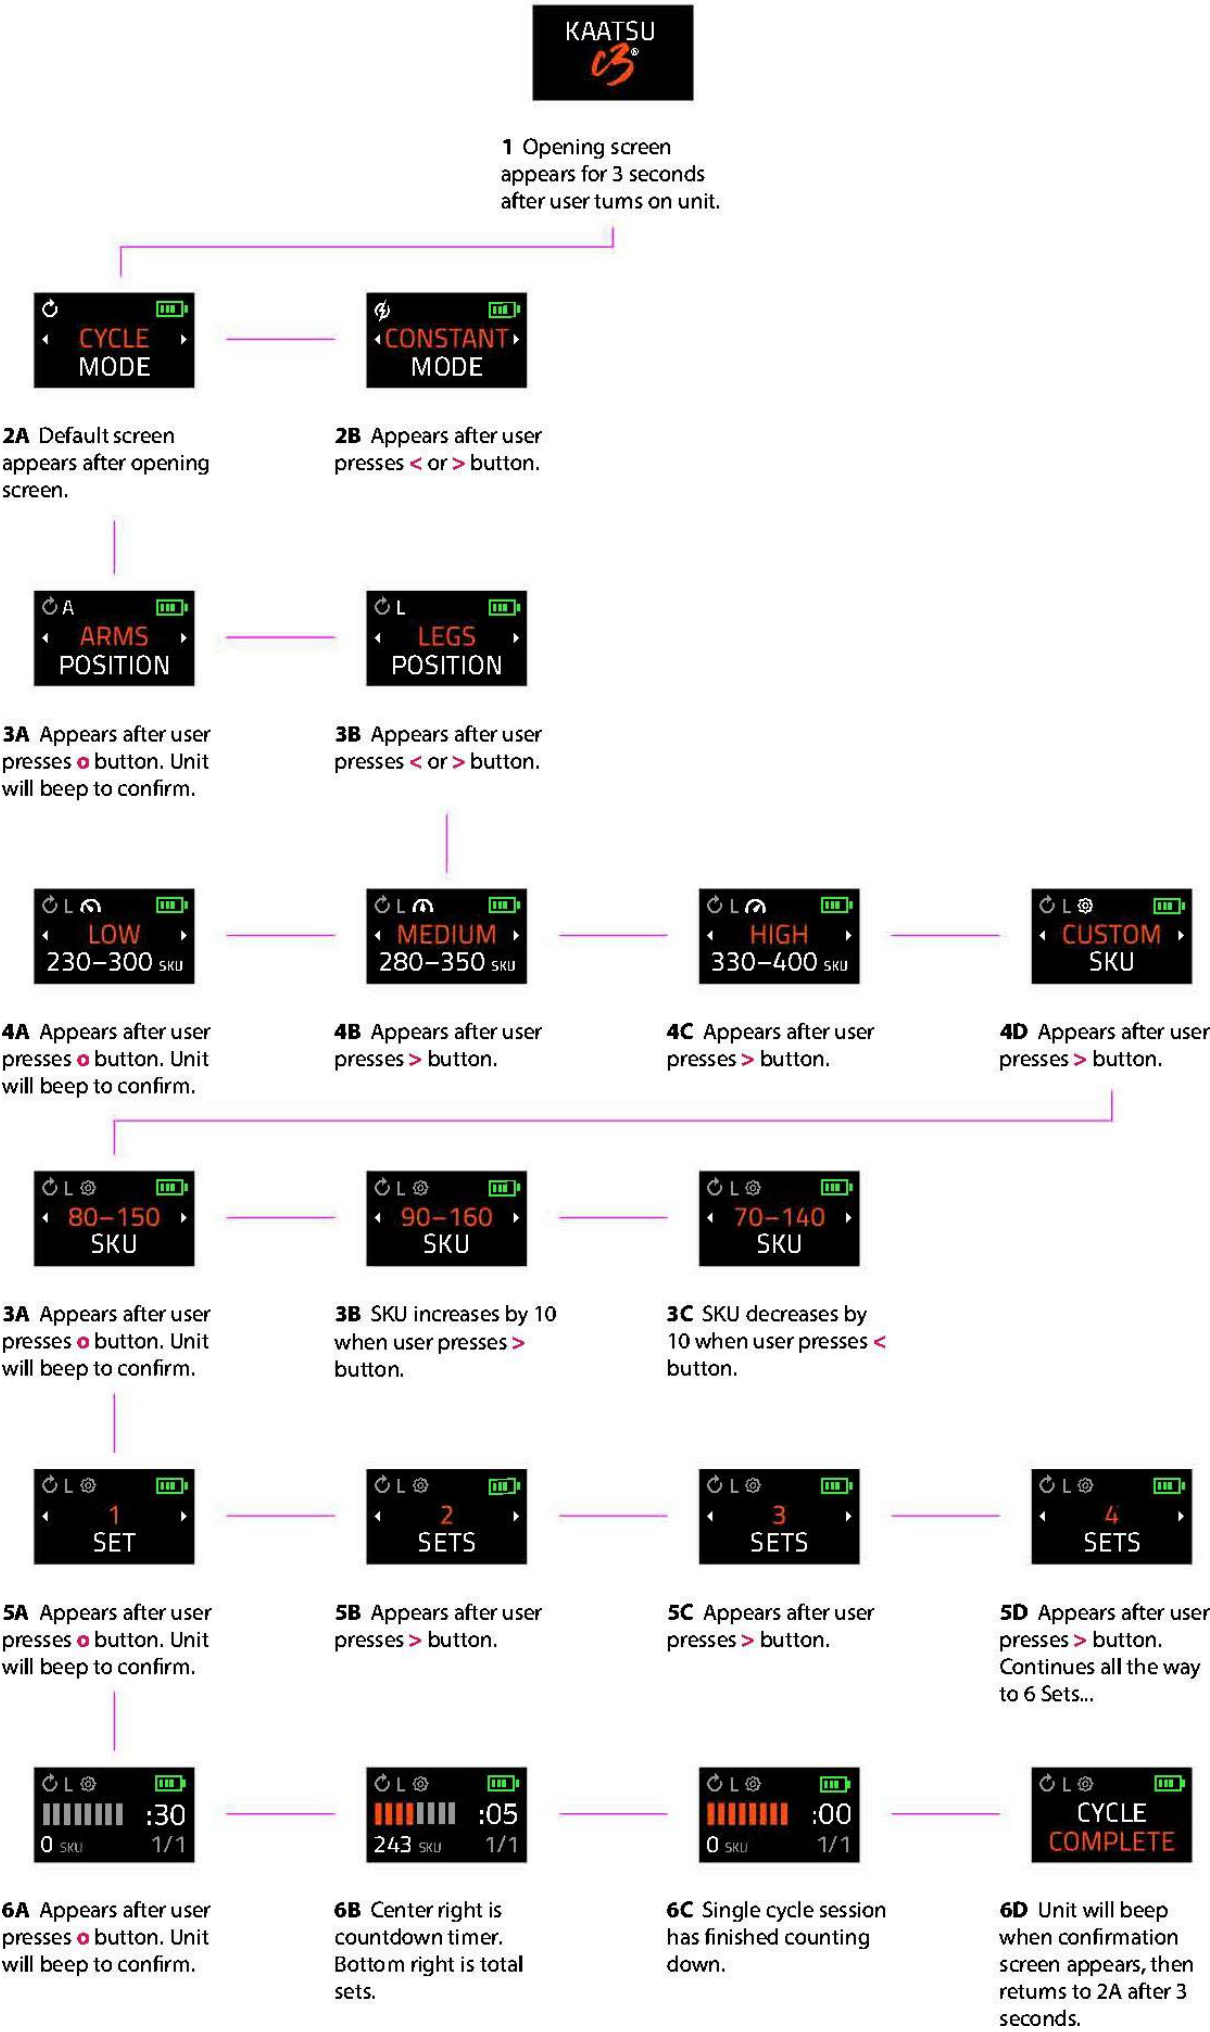 KAATSU
C3®
1 Opening screen
appears for 3 seconds
after user turns on unit.
CYCLE
MODE
CONSTANT
MODE
2A Default screen
appears after opening
screen.
2B Appears after user
presses < or > button.
A
ARMS
POSITION
L
LEGS
POSITION
3A Appears after user
presses o button. Unit
will beep to confirm.
3B Appears after user
presses < or > button.
L
LOW
230–300 SKU
L
MEDIUM
280–350 SKU
L
HIGH
330–400 SKU
L
CUSTOM
SKU
4A Appears after user
presses o button. Unit
will beep to confirm.
4B Appears after user
presses > button.
4C Appears after user
presses > button.
4D Appears after user
presses > button.
L
80–150
SKU
L
90–160
SKU
L
70–140
SKU
3A Appears after user
presses o button. Unit
will beep to confirm.
3B SKU increases by 10
when user presses >
button.
3C SKU decreases by
10 when user presses <
button.
L
1
SET
L
2
SETS
L
3
SETS
L
4
SETS
5A Appears after user
presses o button. Unit
will beep to confirm.
5B Appears after user
presses > button.
5C Appears after user
presses > button.
5D Appears after user
presses > button.
Continues all the way
to 6 Sets...
L
:30
0 SKU 1/1
L
:05
243 SKU 1/1
L
:00
0 SKU 1/1
L
CYCLE
COMPLETE
6A Appears after user
presses o button. Unit
will beep to confirm.
6B Center right is
countdown timer.
Bottom right is total
sets.
6C Single cycle session
has finished counting
down.
6D Unit will beep
when confirmation
screen appears, then
returns to 2A after 3
seconds.